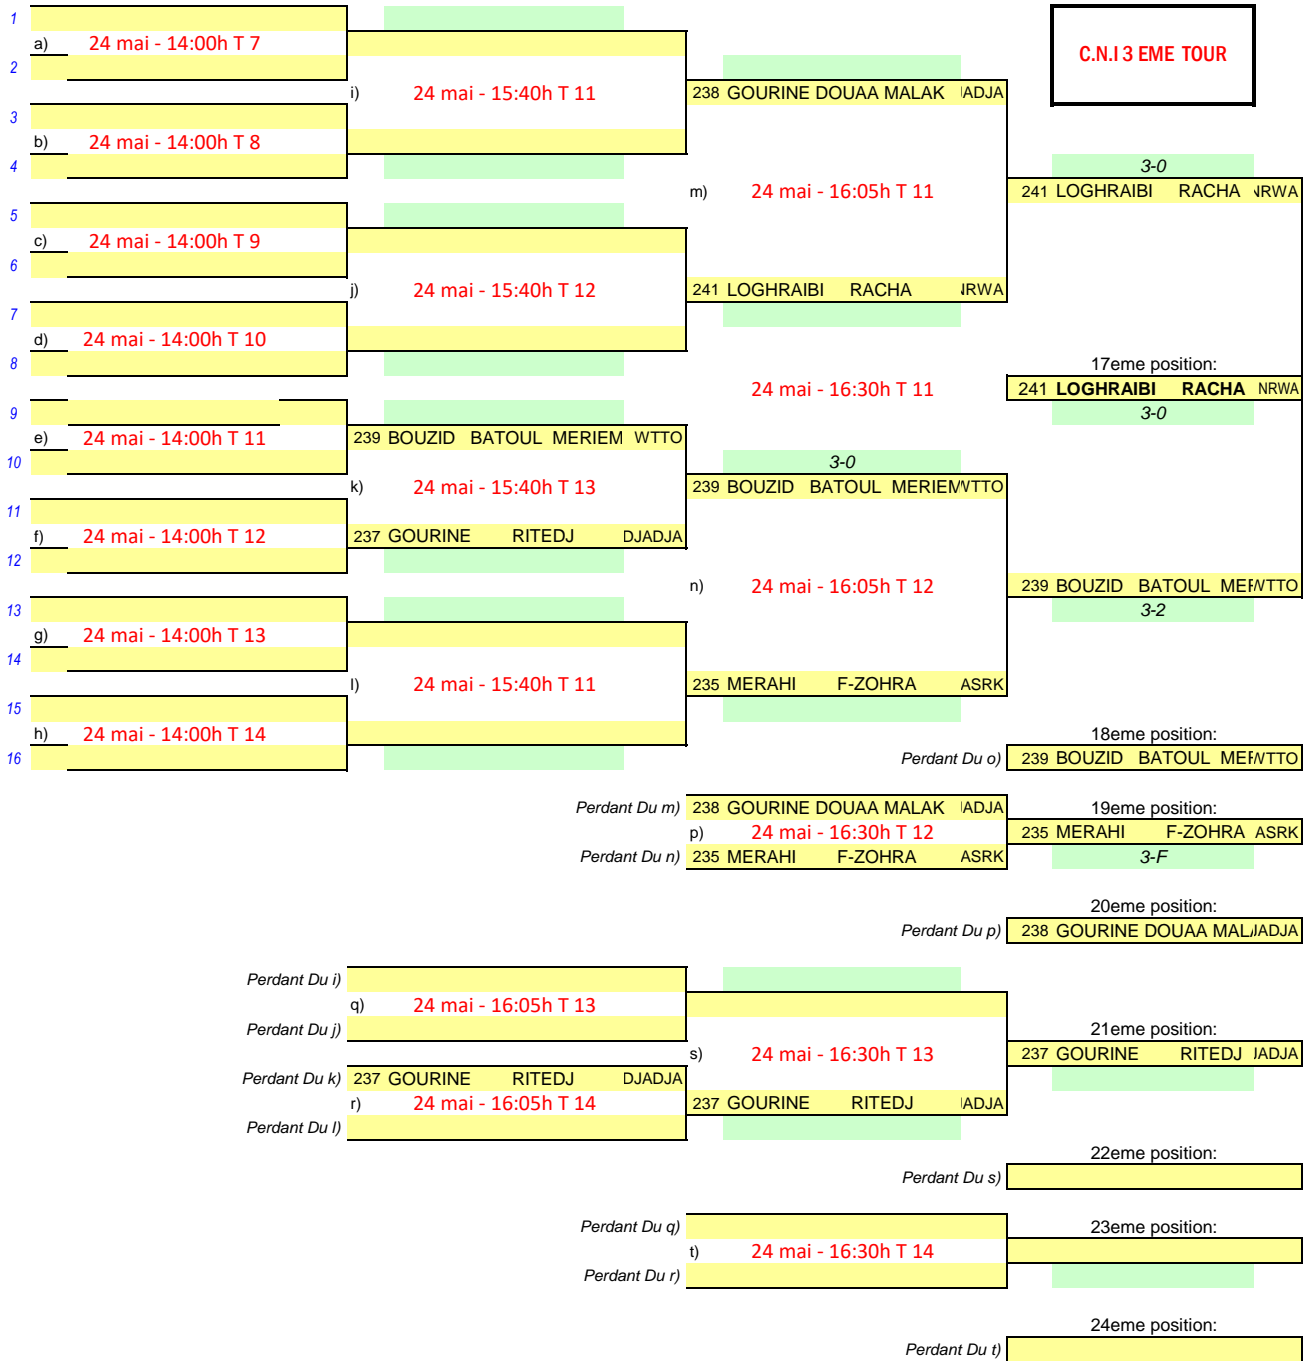 1
a) 24 mai - 14:00h T 7
2
C.N.I 3 EME TOUR
i) 24 mai - 15:40h T 11
238 GOURINE DOUAA MALAK JADJA
3
b) 24 mai - 14:00h T 8
4
3-0
m) 24 mai - 16:05h T 11
241 LOGHRAIBI RACHA NRWA
5
c) 24 mai - 14:00h T 9
6
j) 24 mai - 15:40h T 12
241 LOGHRAIBI RACHA NRWA
7
d) 24 mai - 14:00h T 10
8
17eme position:
24 mai - 16:30h T 11
241 LOGHRAIBI RACHA NRWA
9
3-0
e) 24 mai - 14:00h T 11
239 BOUZID BATOUL MERIEM WTTO
10
3-0
k) 24 mai - 15:40h T 13
239 BOUZID BATOUL MERIEM WTTO
11
f) 24 mai - 14:00h T 12
237 GOURINE RITEDJ DJADJA
12
n) 24 mai - 16:05h T 12
239 BOUZID BATOUL MER WTTO
13
3-2
g) 24 mai - 14:00h T 13
14
l) 24 mai - 15:40h T 11
235 MERAHI F-ZOHRA ASRK
15
h) 24 mai - 14:00h T 14
18eme position:
16
Perdant Du o) 239 BOUZID BATOUL MER WTTO
Perdant Du m) 238 GOURINE DOUAA MALAK JADJA
19eme position:
p) 24 mai - 16:30h T 12
235 MERAHI F-ZOHRA ASRK
Perdant Du n) 235 MERAHI F-ZOHRA ASRK
3-F
20eme position:
Perdant Du p) 238 GOURINE DOUAA MALA JADJA
Perdant Du i)
q) 24 mai - 16:05h T 13
Perdant Du j)
21eme position:
s) 24 mai - 16:30h T 13
237 GOURINE RITEDJ JADJA
Perdant Du k) 237 GOURINE RITEDJ DJADJA
r) 24 mai - 16:05h T 14
237 GOURINE RITEDJ JADJA
Perdant Du l)
22eme position:
Perdant Du s)
Perdant Du q)
23eme position:
t) 24 mai - 16:30h T 14
Perdant Du r)
24eme position:
Perdant Du t)